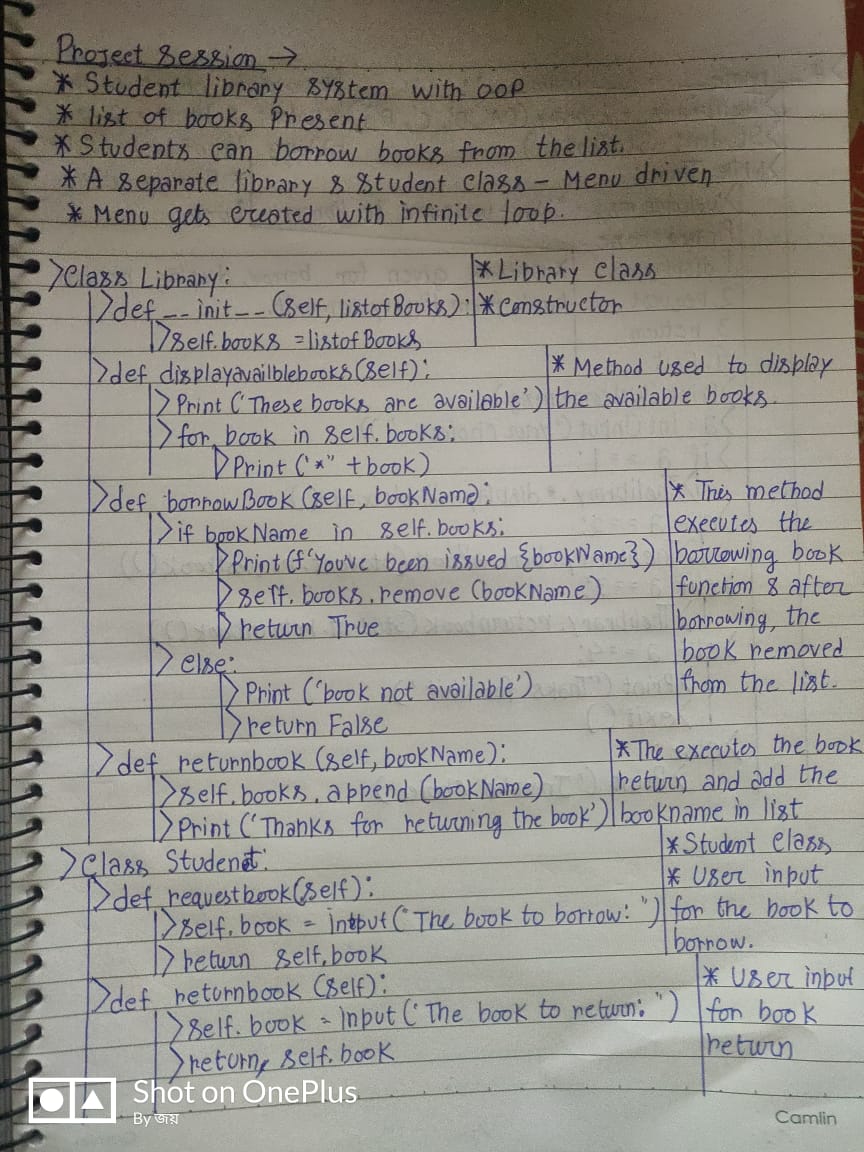 Project Session →
* Student library system with OOP
* list of books Present
* Students can borrow books from the list.
* A separate library & student class - Menu driven
* Menu gets created with infinite loop.
>Class Library: * Library class
>def __init__(self, listofBooks): * constructor
>self.books = listofBooks
>def displayavailblebooks(self): * Method used to display
>Print ('These books are available') the available books.
>for book in self.books:
>Print ('*" +book)
>def borrowBook (self, bookName): * This method
>if bookName in self.books: executes the
>Print (f'Youve been issued {bookName}) borrowing book
>self.books.remove (bookName) function & after
>return True borrowing, the
>else: book removed
>Print ('book not available') from the list.
>return False
>def returnbook (self, bookName): * The executes the book
>self.books.append (bookName) return and add the
>Print ('Thanks for returning the book') bookname in list
>Class Student: * Student class
>def requestbook(self): * User input
>self.book = input ("The book to borrow: ") for the book to
>return self.book borrow.
>def returnbook (self): * User input
>self.book = Input (' The book to return: ") for book
>return self.book return
Shot on OnePlus
By জয়
Camlin